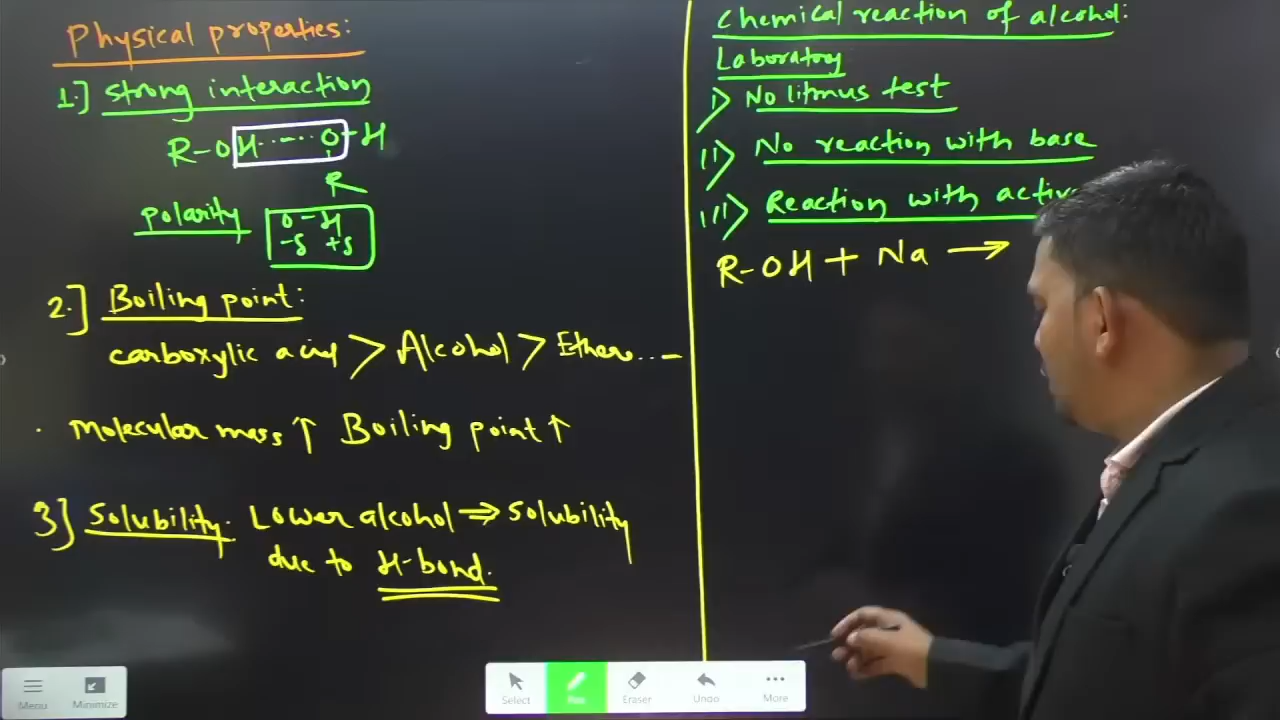 Physical properties:
1.] Strong interaction
R-OH.....O-H
R
polarity
O-H
-δ +δ
2.] Boiling point:
carboxylic acid > Alcohol > Ether...-
. Molecular mass ↑ Boiling point ↑
3] Solubility. Lower alcohol ⇒ Solubility
due to H-bond.
Chemical reaction of alcohol:
Laboratory
I> No litmus test
II> No reaction with base
III> Reaction with
R-OH + Na →
Menu
Minimize
Select
Pen
Eraser
Undo
More